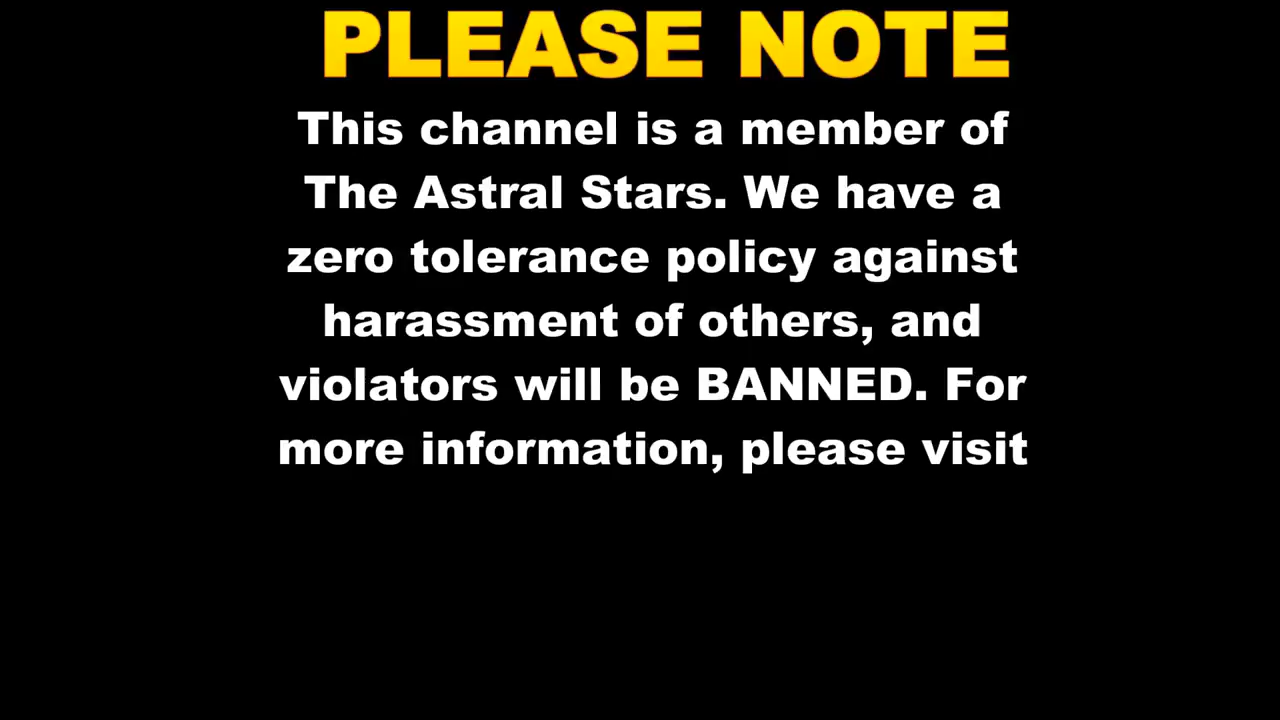 PLEASE NOTE
This channel is a member of
The Astral Stars. We have a
zero tolerance policy against
harassment of others, and
violators will be BANNED. For
more information, please visit